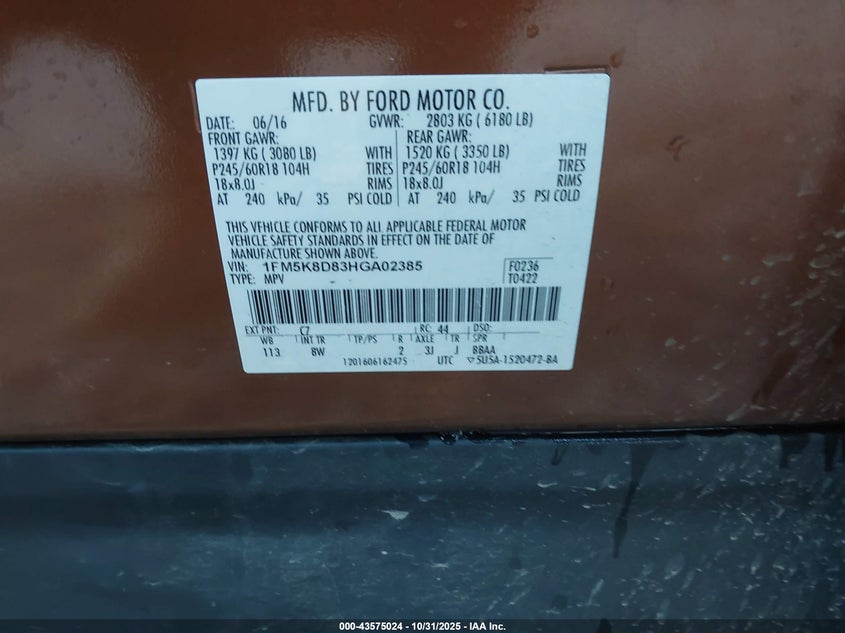 MFD. BY FORD MOTOR CO.
DATE: 06/16 GVWR: 2803 KG ( 6180 LB)
FRONT GAWR: REAR GAWR:
1397 KG ( 3080 LB) WITH 1520 KG ( 3350 LB) WITH
P245/60R18 104H TIRES P245/60R18 104H TIRES
18x8.0J RIMS 18x8.0J RIMS
AT 240 kPa/ 35 PSI COLD AT 240 kPa/ 35 PSI COLD
THIS VEHICLE CONFORMS TO ALL APPLICABLE FEDERAL MOTOR
VEHICLE SAFETY STANDARDS IN EFFECT ON THE DATE OF
MANUFACTURE SHOWN ABOVE.
VIN: 1FM5K8D83HGA02385 F0236
TYPE: MPV T0422
EXT PNT: C7 RC: 44 DSO:
WB INT TR TP/PS R AXLE TR SPR
113 BW 2 3J J BBAA
1201606162475 UTC ▽5U5A-1520472-BA
000-43575024 - 10/31/2025 - IAA Inc.